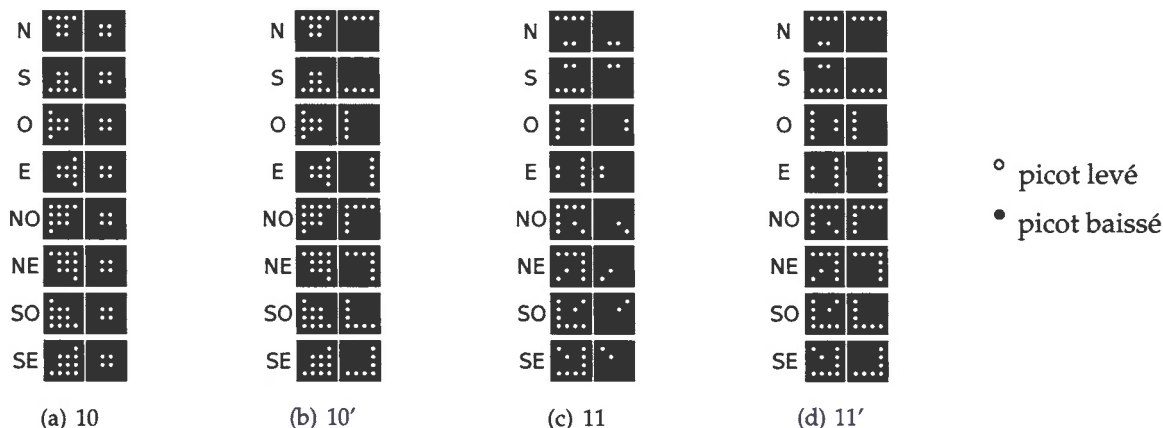 N N N N
S S S S
O O O O
E E E E
NO NO NO NO
NE NE NE NE
SO SO SO SO
SE SE SE SE
° picot levé
• picot baissé
(a) 10 (b) 10′ (c) 11 (d) 11′